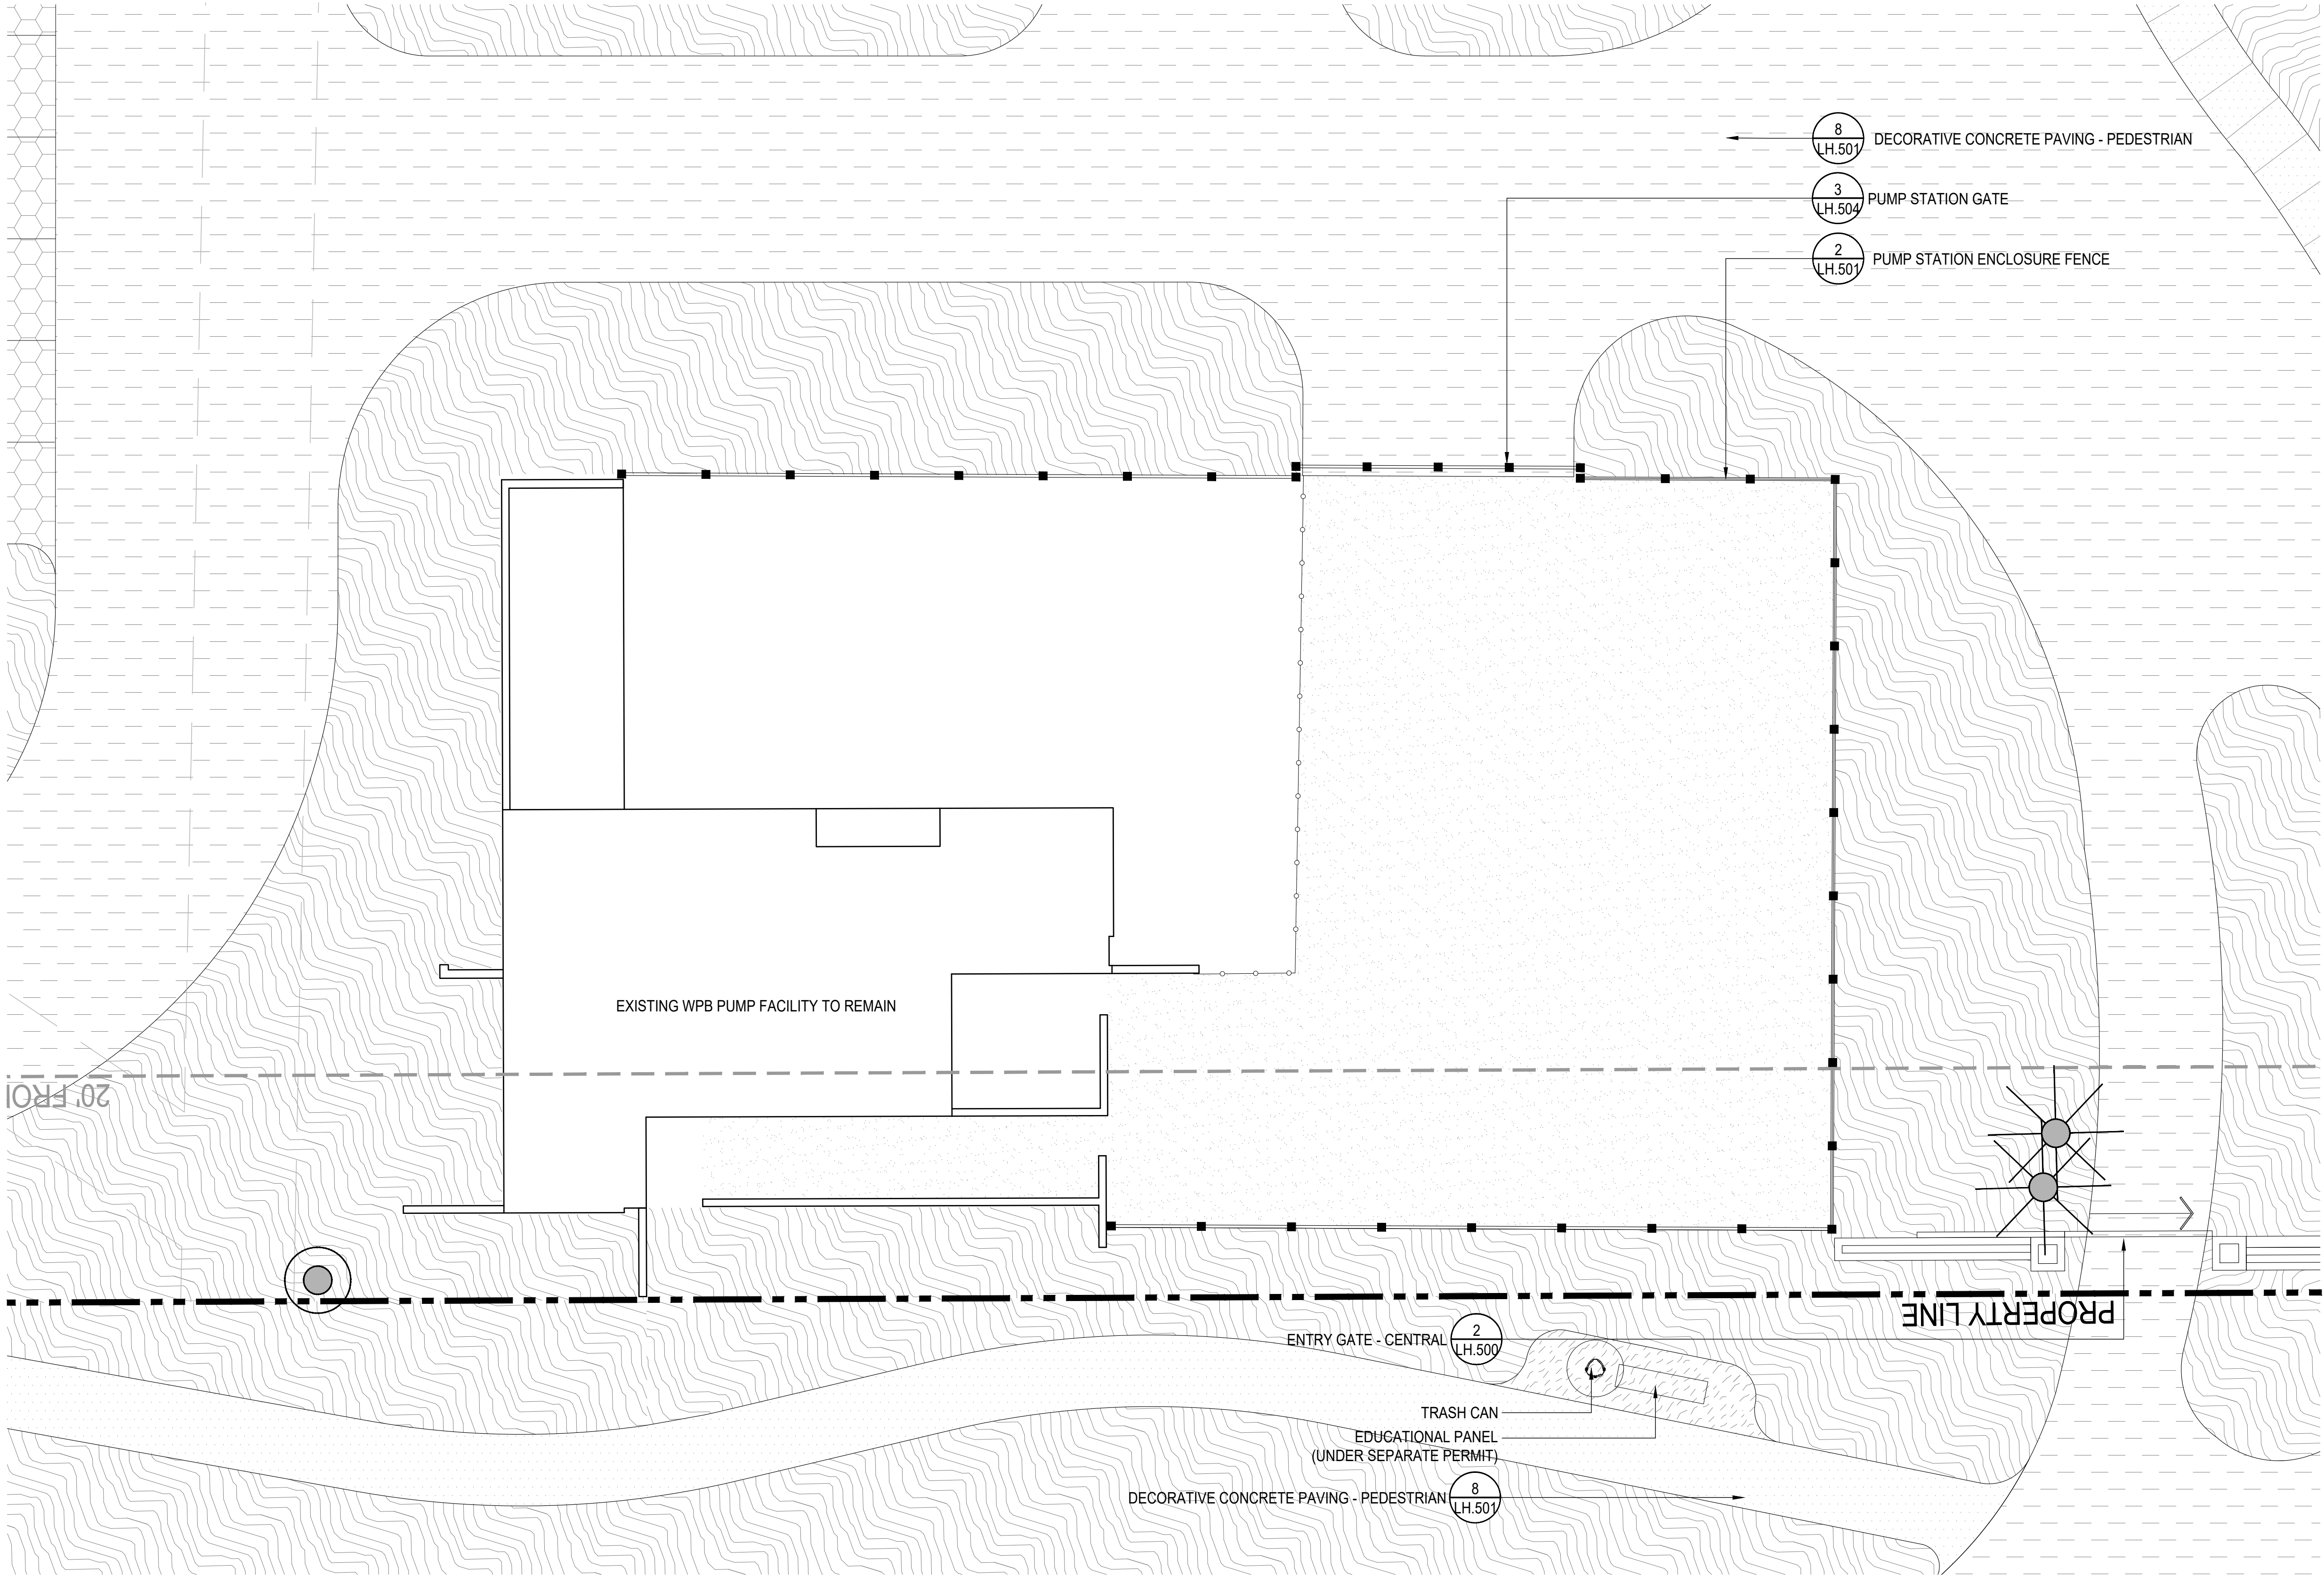 8
LH.501
DECORATIVE CONCRETE PAVING - PEDESTRIAN
3
LH.504
PUMP STATION GATE
2
LH.501
PUMP STATION ENCLOSURE FENCE
EXISTING WPB PUMP FACILITY TO REMAIN
20' FRO
PROPERTY LINE
ENTRY GATE - CENTRAL
2
LH.500
TRASH CAN
EDUCATIONAL PANEL
(UNDER SEPARATE PERMIT)
DECORATIVE CONCRETE PAVING - PEDESTRIAN
8
LH.501